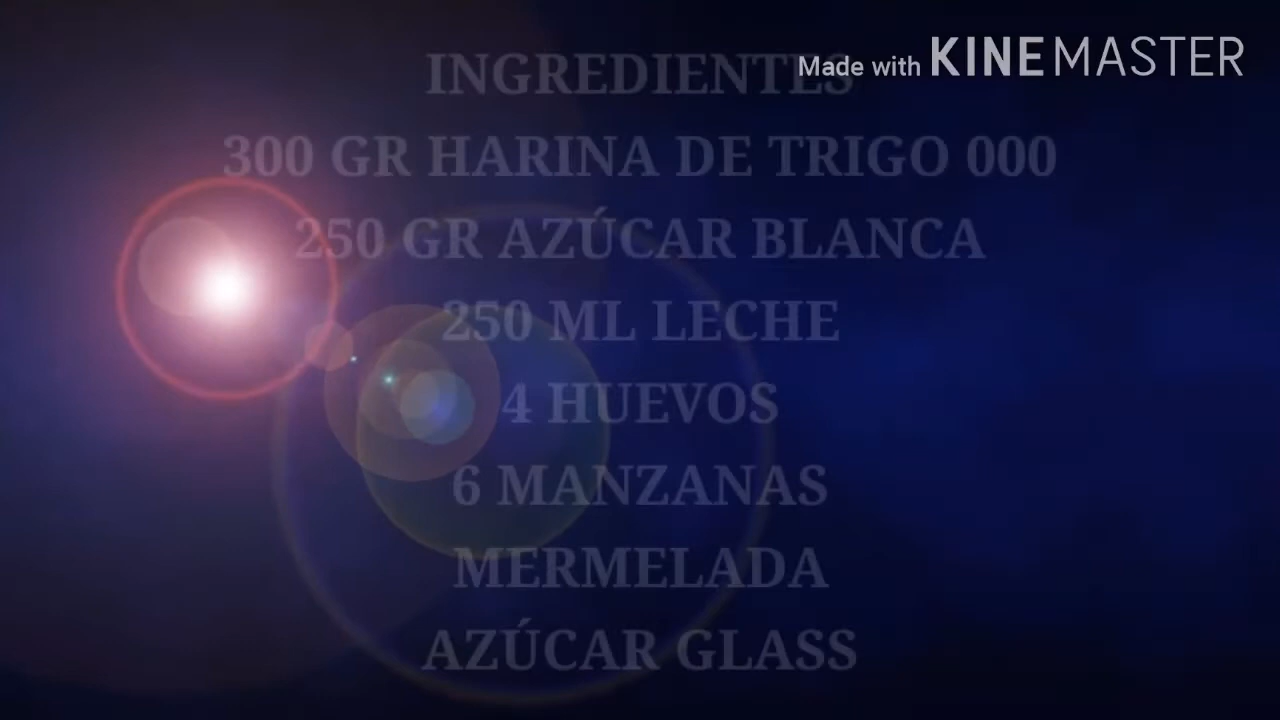 INGREDIENTES
Made with KINEMASTER
300 GR HARINA DE TRIGO 000
250 GR AZÚCAR BLANCA
250 ML LECHE
4 HUEVOS
6 MANZANAS
MERMELADA
AZÚCAR GLASS